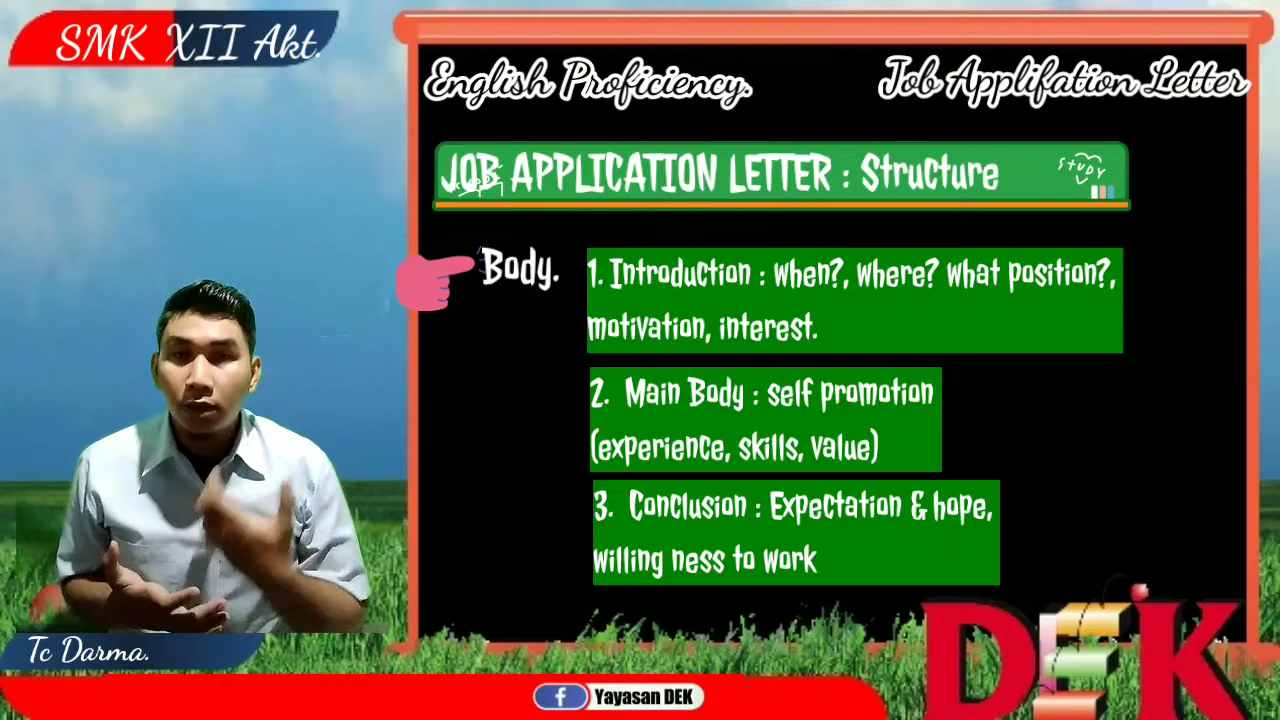 SMK XII Akt.
English Proficiency.
Job Applifation Letter
JOB APPLICATION LETTER : Structure
STUDY
Body.
1. Introduction : when?, where? what position?,
motivation, interest.
2. Main Body : self promotion
(experience, skills, value)
3. Conclusion : Expectation & hope,
willing ness to work
DEK
Tc Darma.
f Yayasan DEK